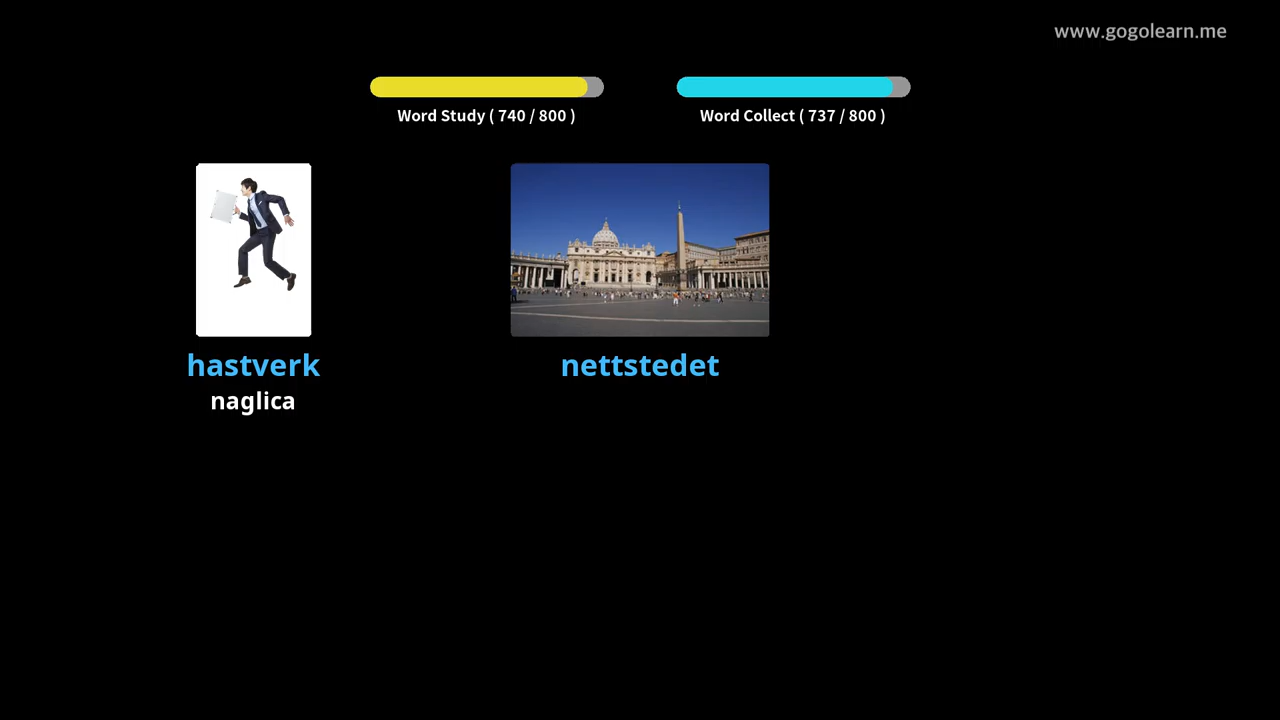 www.gogolearn.me
Word Study ( 740 / 800 )
Word Collect ( 737 / 800 )
hastverk
naglica
nettstedet